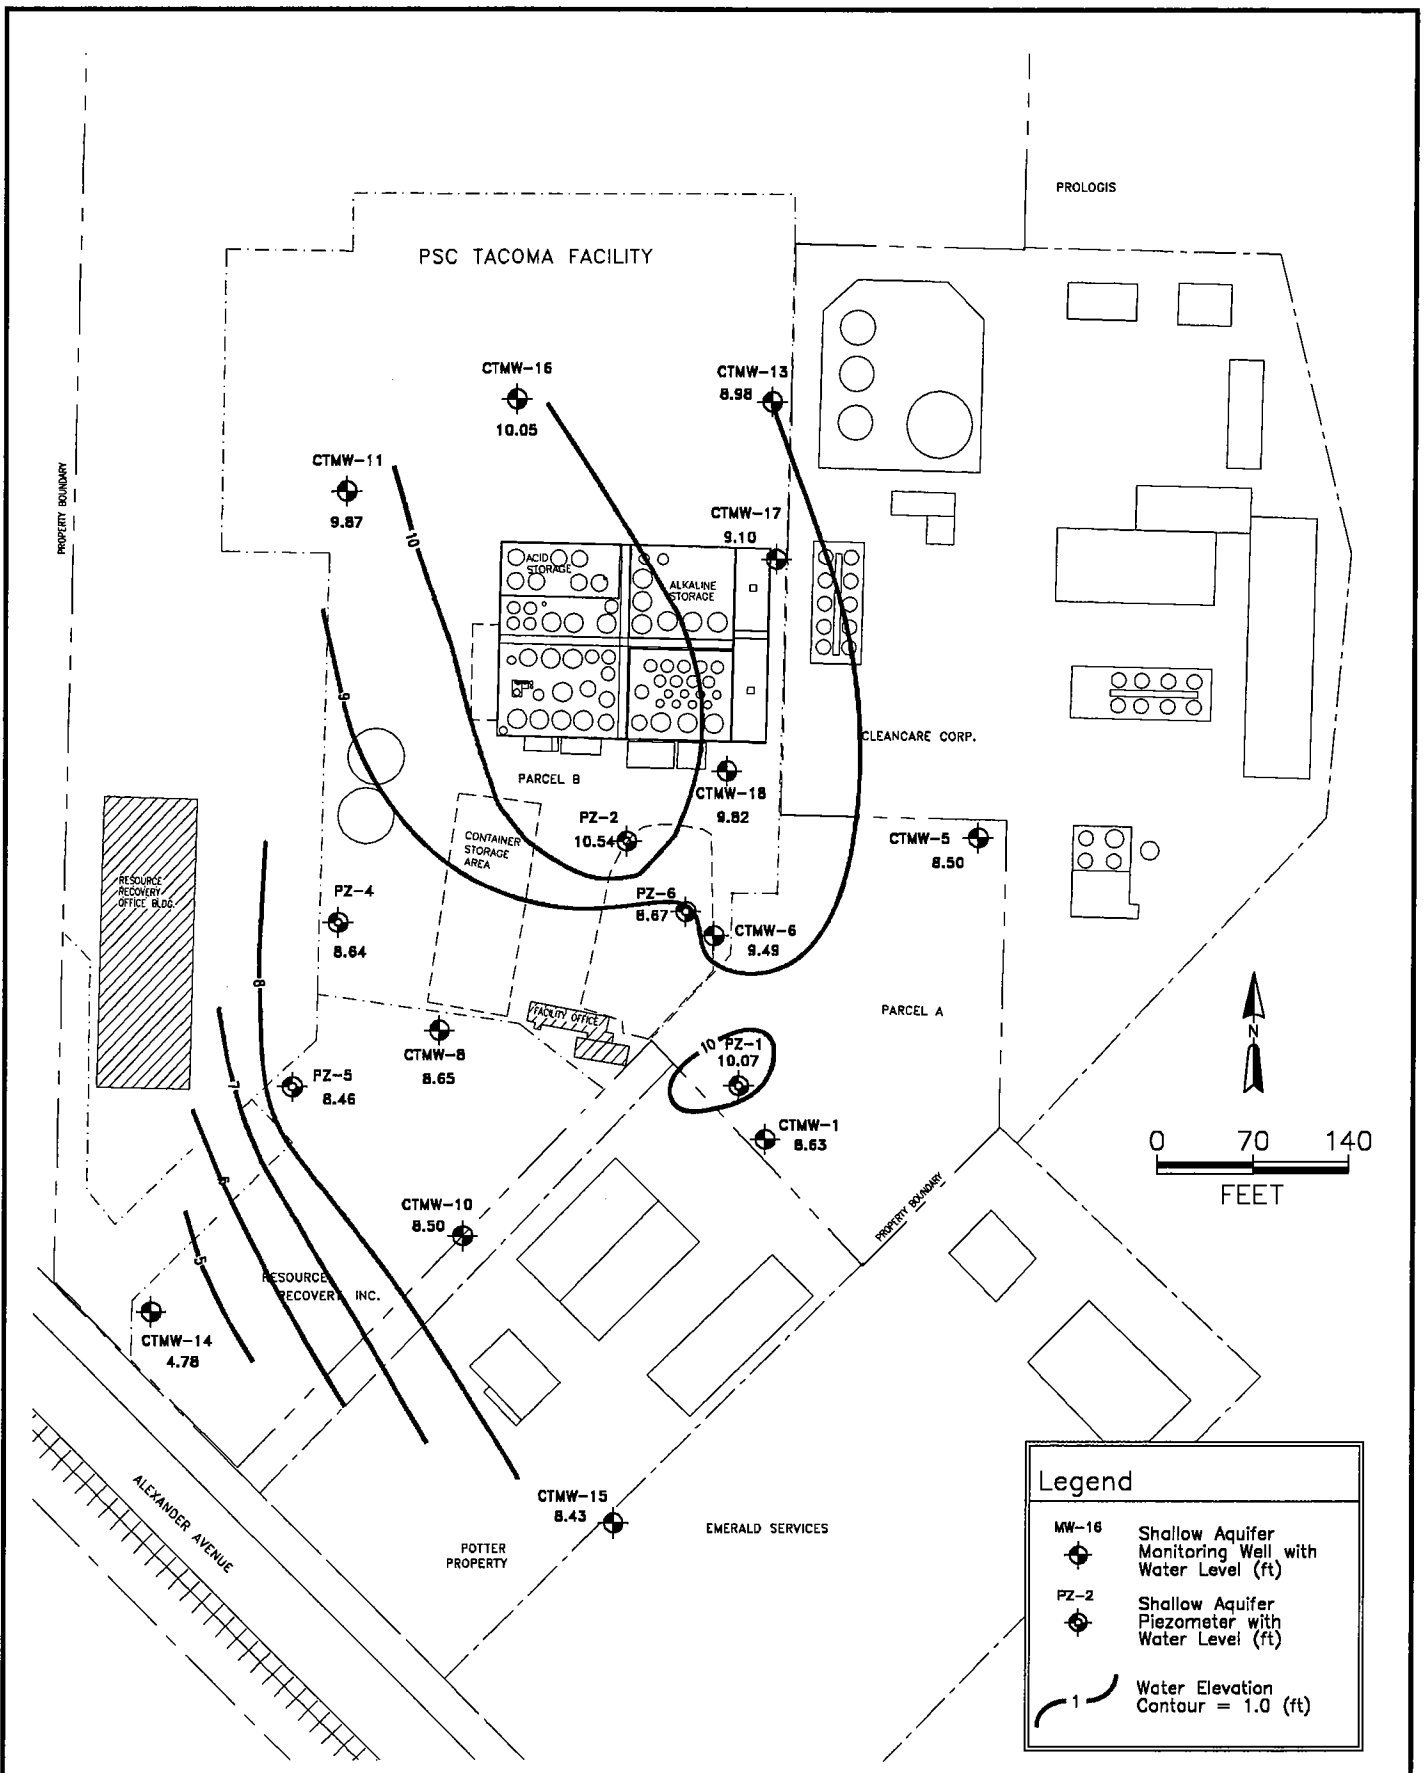 PROLOGIS
PSC TACOMA FACILITY
CTMW-16
10.05
CTMW-13
8.98
CTMW-11
9.87
PROPERTY BOUNDARY
10
CTMW-17
9.10
ACID
STORAGE
ALKALINE
STORAGE
9
CLEANCARE CORP.
PARCEL B
CTMW-18
9.82
PZ-2
10.54
CONTAINER
STORAGE
AREA
CTMW-5
8.50
RESOURCE
RECOVERY
OFFICE BLDG.
PZ-4
8.64
PZ-6
8.67
CTMW-6
9.49
8
PARCEL A
FACILITY OFFICE
N
10
PZ-1
10.07
CTMW-8
8.65
PZ-5
8.46
7
CTMW-1
8.63
0 70 140
FEET
6
CTMW-10
8.50
PROPERTY BOUNDARY
5
RESOURCE
RECOVERY, INC.
CTMW-14
4.78
ALEXANDER AVENUE
CTMW-15
8.43
EMERALD SERVICES
POTTER
PROPERTY
Legend
MW-16
Shallow Aquifer
Monitoring Well with
Water Level (ft)
PZ-2
Shallow Aquifer
Piezometer with
Water Level (ft)
1
Water Elevation
Contour = 1.0 (ft)